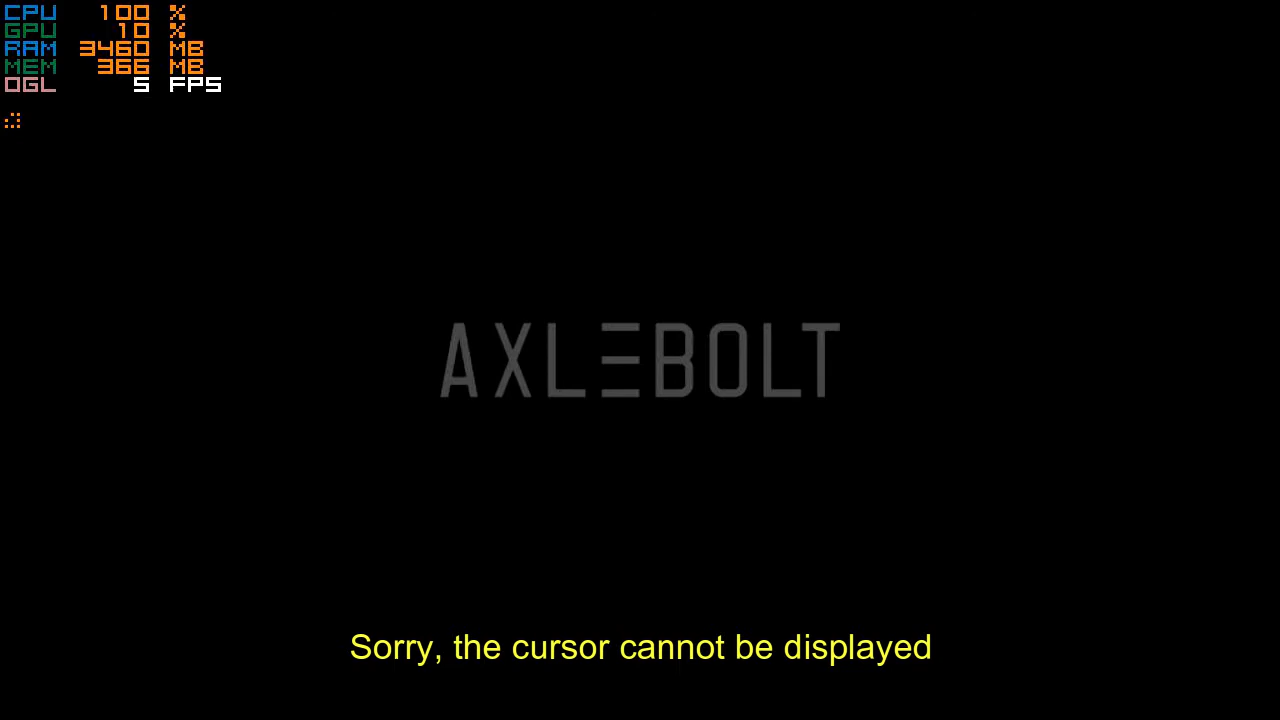 CPU 100 %
GPU 10 %
RAM 3460 MB
MEM 366 MB
OGL 5 FPS
AXLEBOLT
Sorry, the cursor cannot be displayed